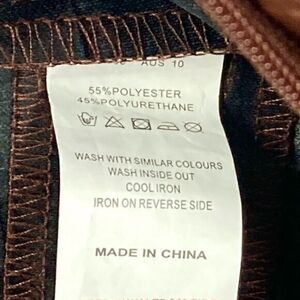 AUS 10
55%POLYESTER
45%POLYURETHANE
WASH WITH SIMILAR COLOURS
WASH INSIDE OUT
COOL IRON
IRON ON REVERSE SIDE
MADE IN CHINA